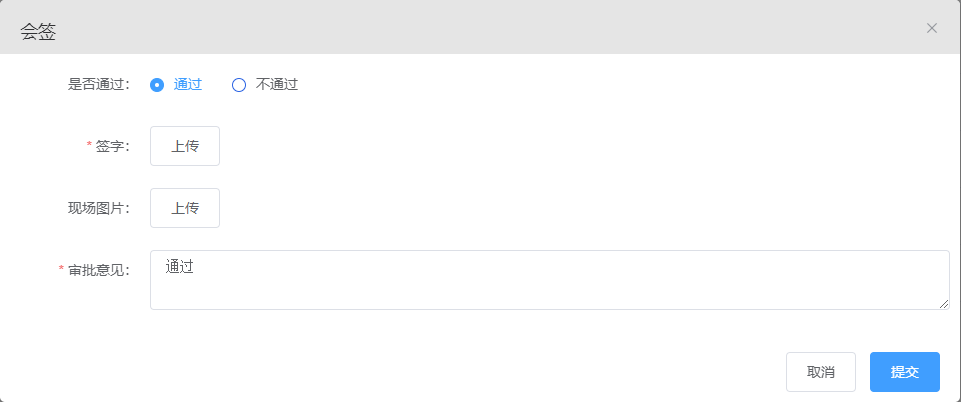 会签
是否通过： 通过 不通过
* 签字： 上传
现场图片： 上传
* 审批意见： 通过
取消 提交